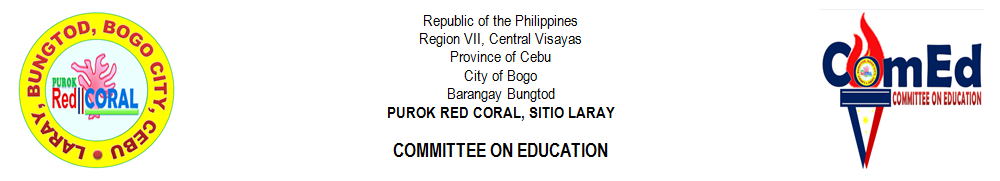 LARAY, BUNGTOD, BOGO CITY, CEBU
PUROK
Red||CORAL
Republic of the Philippines
Region VII, Central Visayas
Province of Cebu
City of Bogo
Barangay Bungtod
PUROK RED CORAL, SITIO LARAY
COMMITTEE ON EDUCATION
ComEd
COMMITTEE ON EDUCATION